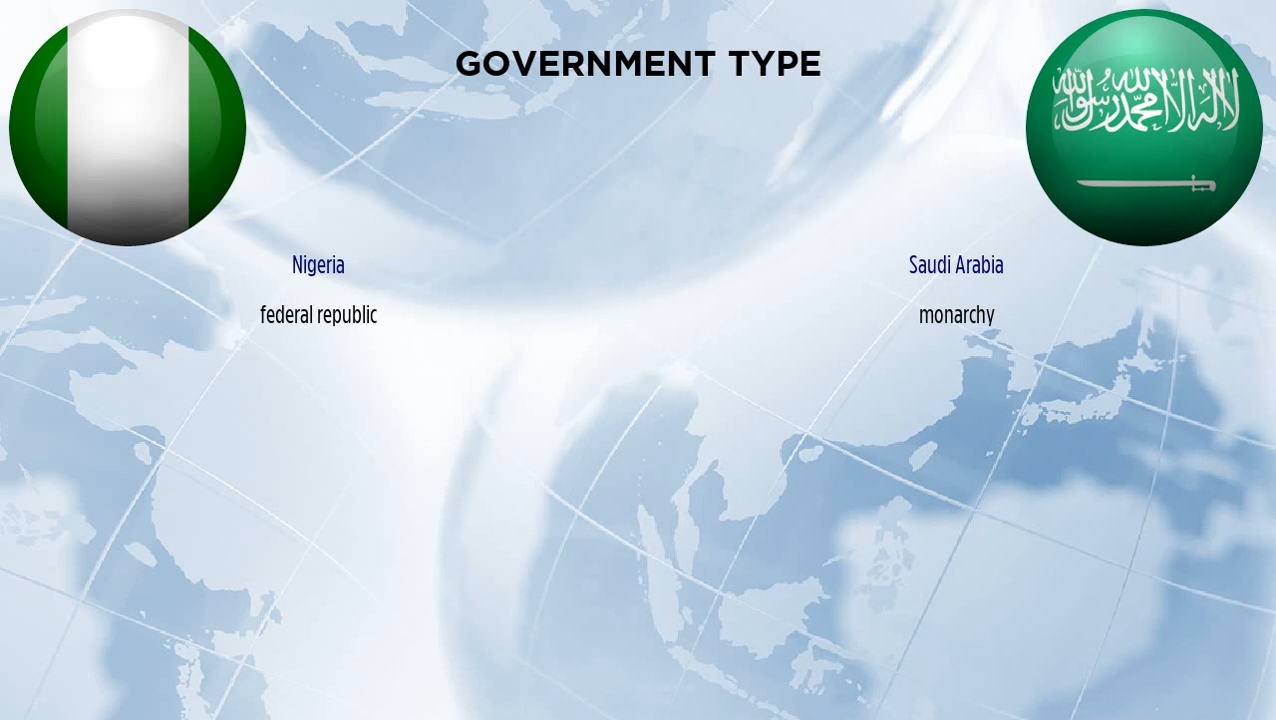 GOVERNMENT TYPE
لا إله إلا الله محمد رسول الله
Nigeria
Saudi Arabia
federal republic
monarchy